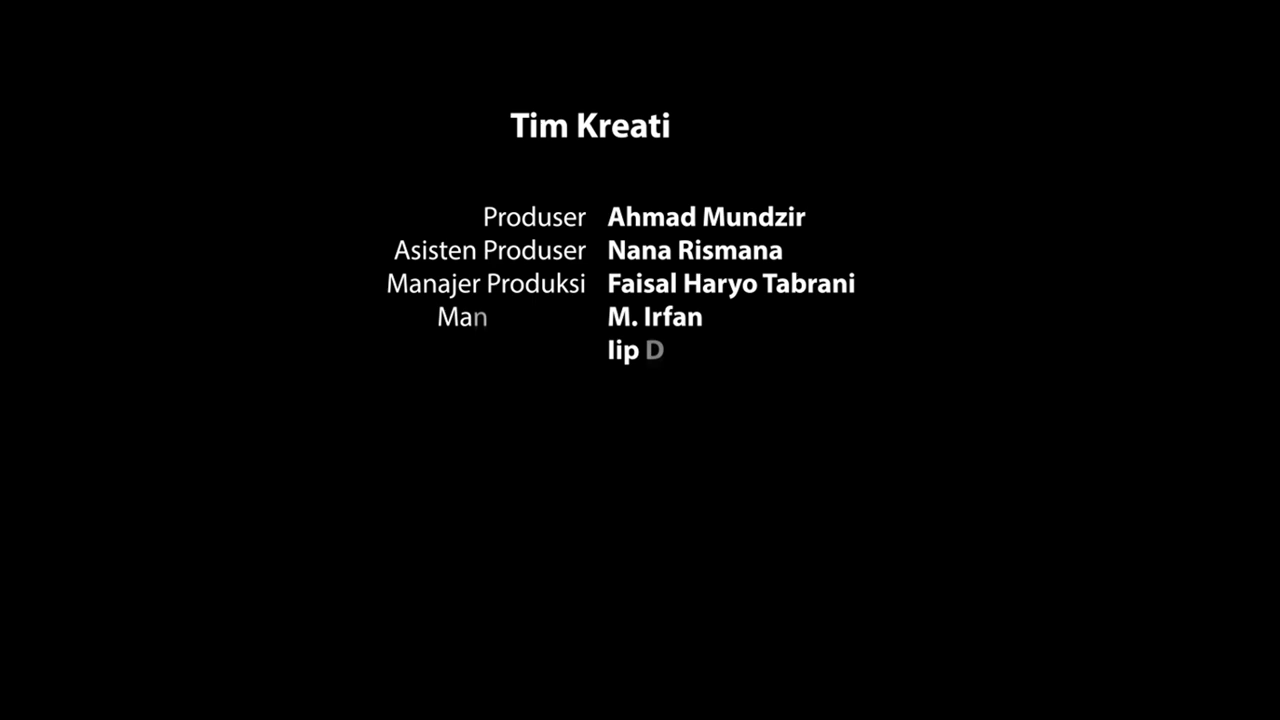 Tim Kreati
Produser Ahmad Mundzir
Asisten Produser Nana Rismana
Manajer Produksi Faisal Haryo Tabrani
Man M. Irfan
Iip D